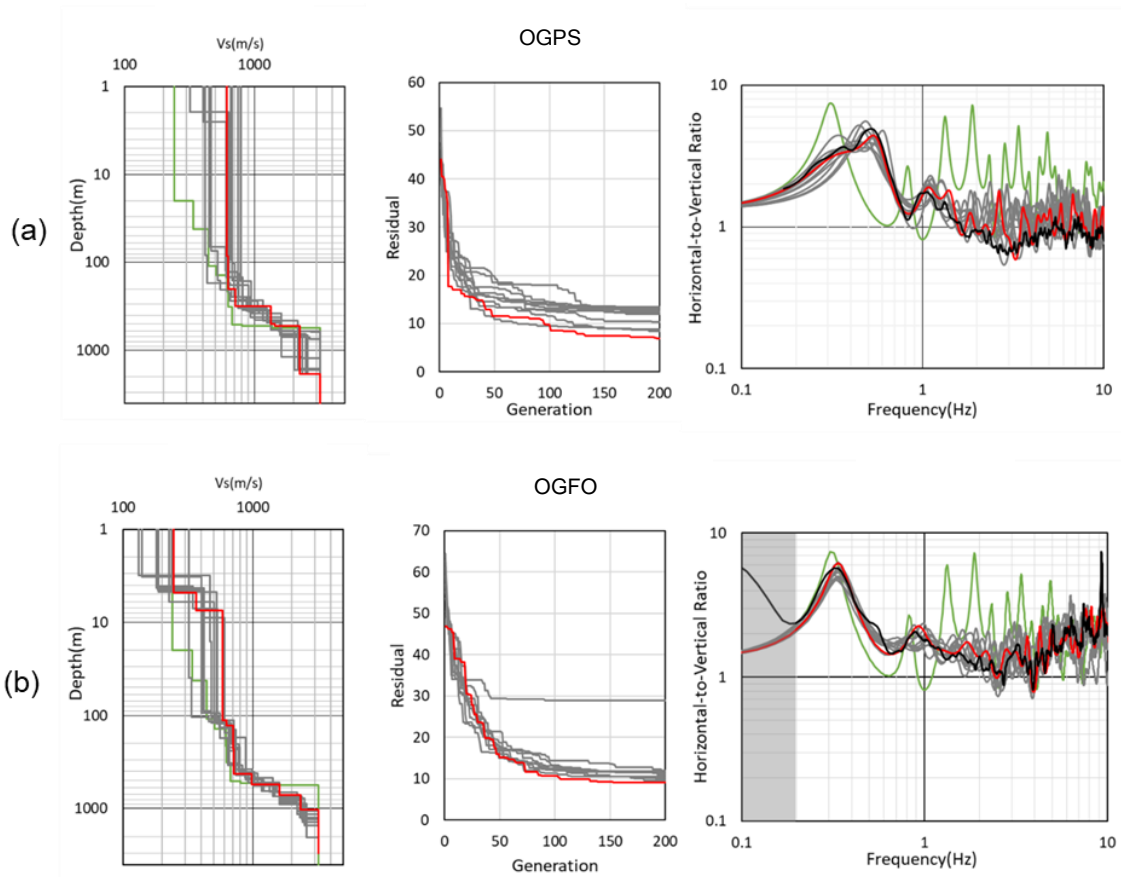 OGPS
Vs(m/s)
100 1000
1
10
100
1000
Depth(m)
60
50
40
30
20
10
0
Residual
0 50 100 150 200
Generation
10
1
0.1
Horizontal-to-Vertical Ratio
0.1 1 10
Frequency(Hz)
(a)
OGFO
Vs(m/s)
100 1000
1
10
100
1000
Depth(m)
70
60
50
40
30
20
10
0
Residual
0 50 100 150 200
Generation
10
1
0.1
Horizontal-to-Vertical Ratio
0.1 1 10
Frequency(Hz)
(b)